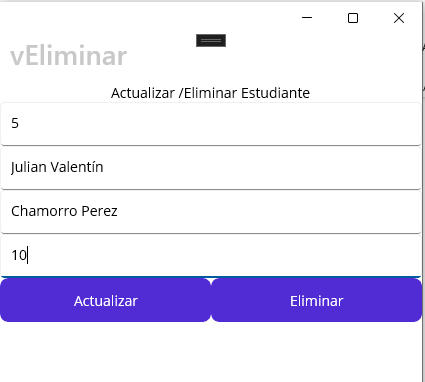 vEliminar
Actualizar /Eliminar Estudiante
5
Julian Valentín
Chamorro Perez
10
Actualizar Eliminar